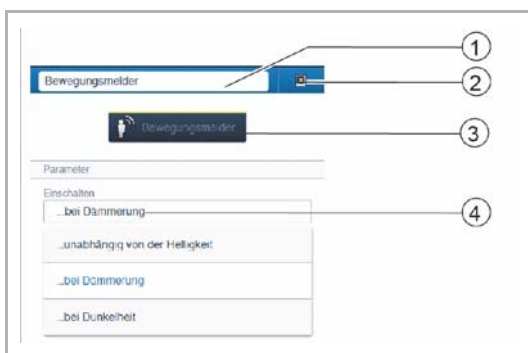 1
Bewegungsmelder
2
Bewegungsmelder
3
Parameter
Einschalten
...bei Dämmerung
4
...unabhängig von der Helligkeit
...bei Dämmerung
...bei Dunkelheit